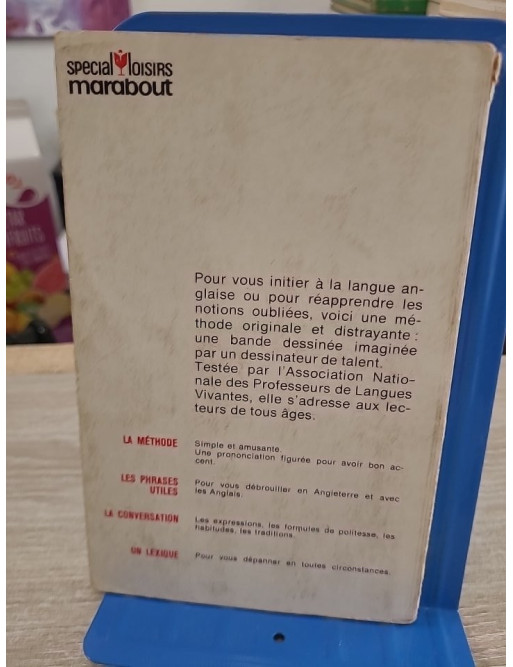 special loisirs
marabout
Pour vous initier à la langue an-
glaise ou pour réapprendre les
notions oubliées, voici une mé-
thode originale et distrayante :
une bande dessinée imaginée
par un dessinateur de talent.
Testée par l'Association Natio-
nale des Professeurs de Langues
Vivantes, elle s'adresse aux lec-
teurs de tous âges.
LA MÉTHODE
Simple et amusante.
Une prononciation figurée pour avoir bon ac-
cent.
LES PHRASES
UTILES
Pour vous débrouiller en Angleterre et avec
les Anglais.
LA CONVERSATION
Les expressions, les formules de politesse, les
habitudes, les traditions.
UN LEXIQUE
Pour vous dépanner en toutes circonstances.